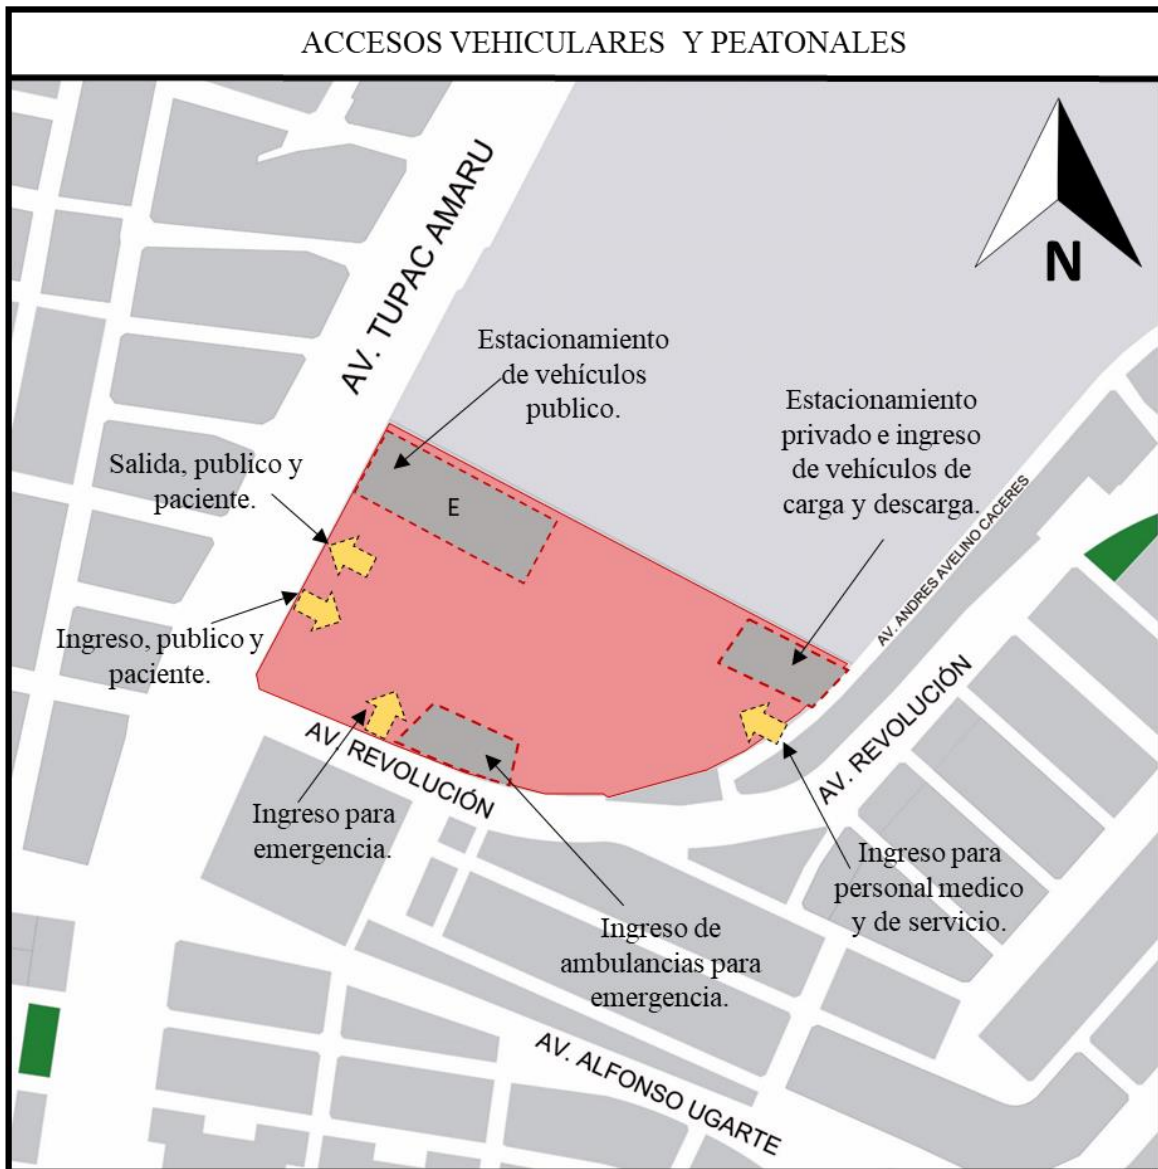 ACCESOS VEHICULARES Y PEATONALES
AV. TUPAC AMARU
N
Estacionamiento
de vehículos
publico.
Estacionamiento
privado e ingreso
de vehículos de
carga y descarga.
Salida, publico y
paciente.
E
AV. ANDRES AVELINO CACERES
Ingreso, publico y
paciente.
AV. REVOLUCIÓN
AV. REVOLUCIÓN
Ingreso para
emergencia.
Ingreso para
personal medico
y de servicio.
Ingreso de
ambulancias para
emergencia.
AV. ALFONSO UGARTE